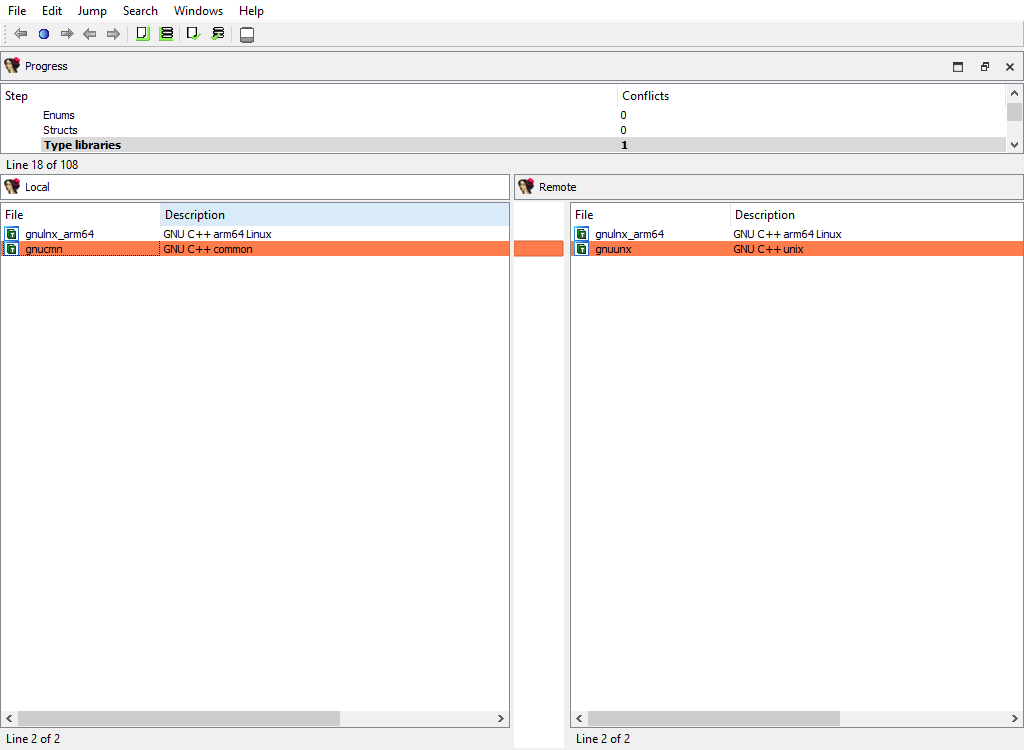 File Edit Jump Search Windows Help
Progress
Step Conflicts
Enums 0
Structs 0
Type libraries 1
Line 18 of 108
Local
File Description
gnulnx_arm64 GNU C++ arm64 Linux
gnucmn GNU C++ common
Line 2 of 2
Remote
File Description
gnulnx_arm64 GNU C++ arm64 Linux
gnuunx GNU C++ unix
Line 2 of 2